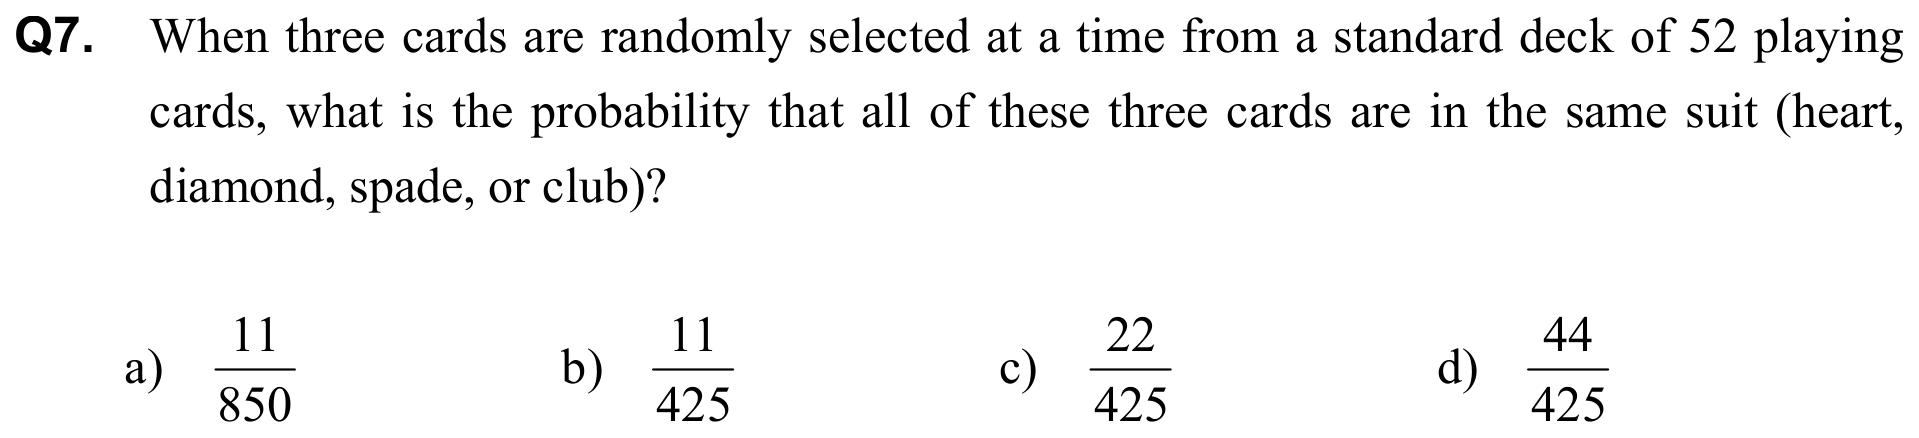 Q7. When three cards are randomly selected at a time from a standard deck of 52 playing
cards, what is the probability that all of these three cards are in the same suit (heart,
diamond, spade, or club)?
a) 11/850 b) 11/425 c) 22/425 d) 44/425